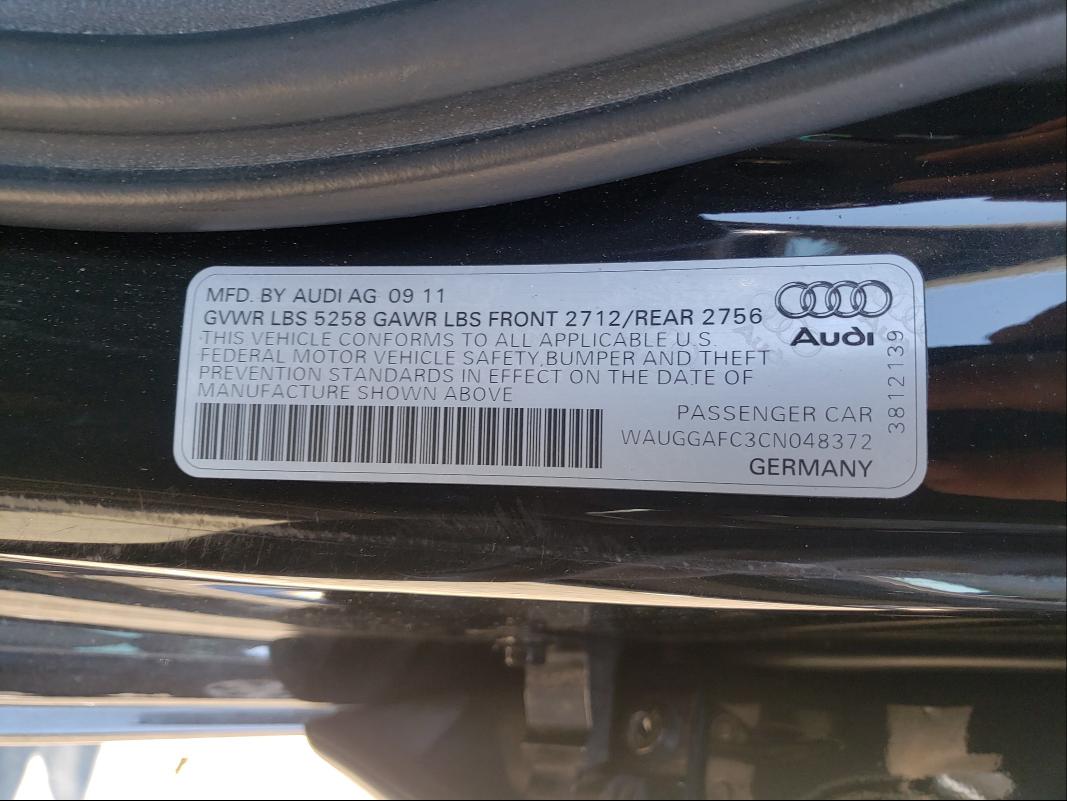 MFD. BY AUDI AG 09 11
GVWR LBS 5258 GAWR LBS FRONT 2712/REAR 2756
THIS VEHICLE CONFORMS TO ALL APPLICABLE U.S.
FEDERAL MOTOR VEHICLE SAFETY,BUMPER AND THEFT
PREVENTION STANDARDS IN EFFECT ON THE DATE OF
MANUFACTURE SHOWN ABOVE
Audi
PASSENGER CAR
WAUGGAFC3CN048372
GERMANY
3812139